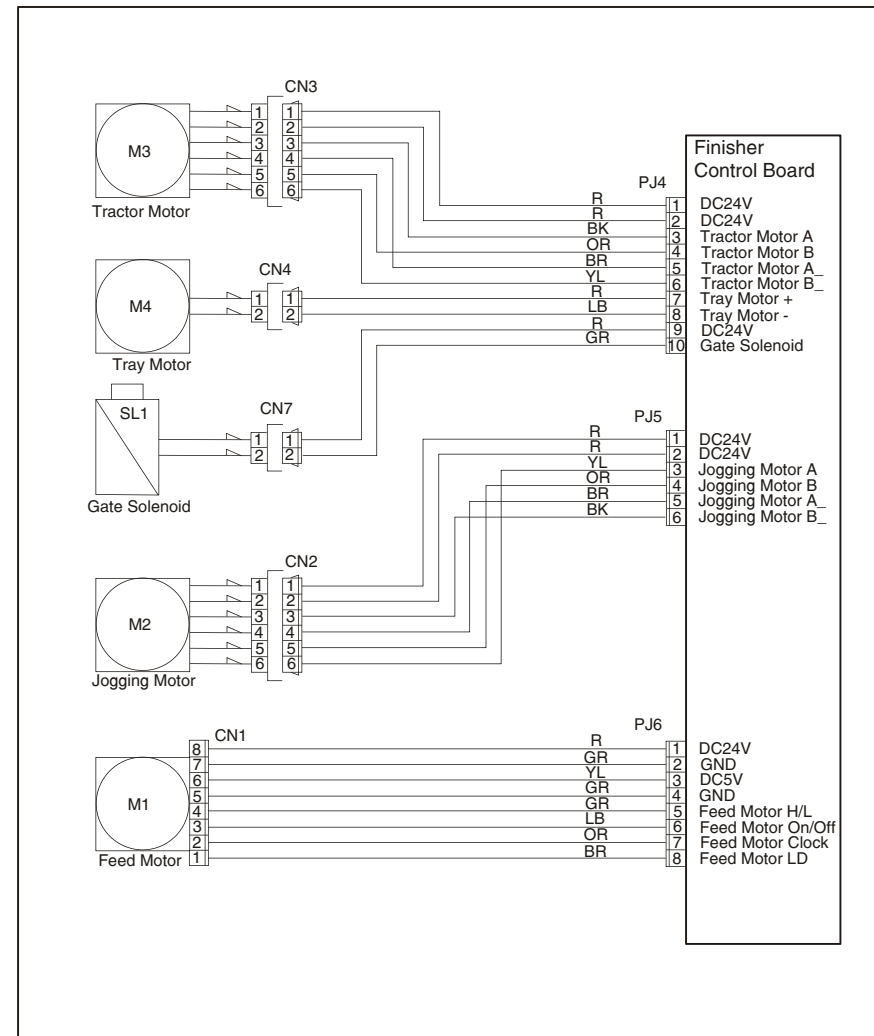 CN3
1 1
2 2
3 3
4 4
5 5
6 6
M3
Tractor Motor
CN4
1 1
2 2
M4
Tray Motor
CN7
1 1
2 2
SL1
Gate Solenoid
CN2
1 1
2 2
3 3
4 4
5 5
6 6
M2
Jogging Motor
CN1
8
7
6
5
4
3
2
1
M1
Feed Motor
Finisher
Control Board
PJ4
R 1 DC24V
R 2 DC24V
BK 3 Tractor Motor A
OR 4 Tractor Motor B
BR 5 Tractor Motor A_
YL 6 Tractor Motor B_
R 7 Tray Motor +
LB 8 Tray Motor -
R 9 DC24V
GR 10 Gate Solenoid
PJ5
R 1 DC24V
R 2 DC24V
YL 3 Jogging Motor A
OR 4 Jogging Motor B
BR 5 Jogging Motor A_
BK 6 Jogging Motor B_
PJ6
R 1 DC24V
GR 2 GND
YL 3 DC5V
GR 4 GND
GR 5 Feed Motor H/L
LB 6 Feed Motor On/Off
OR 7 Feed Motor Clock
BR 8 Feed Motor LD